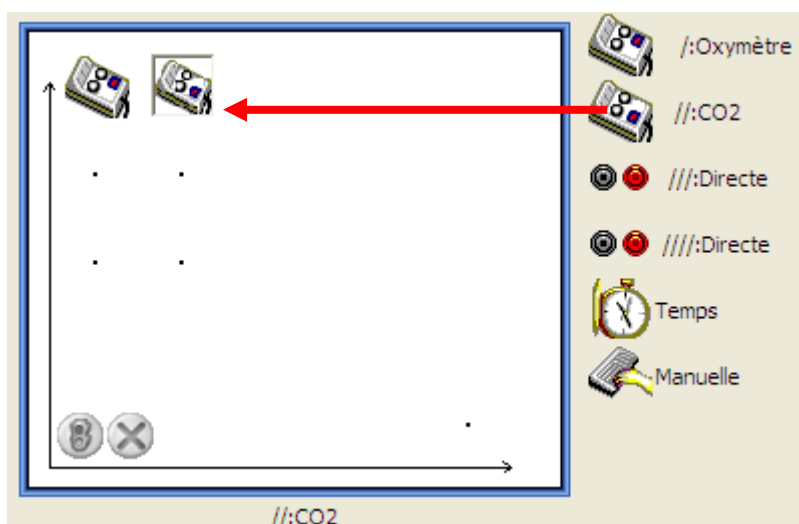 /:Oxymètre
//:CO2
///:Directe
////:Directe
Temps
Manuelle
//:CO2